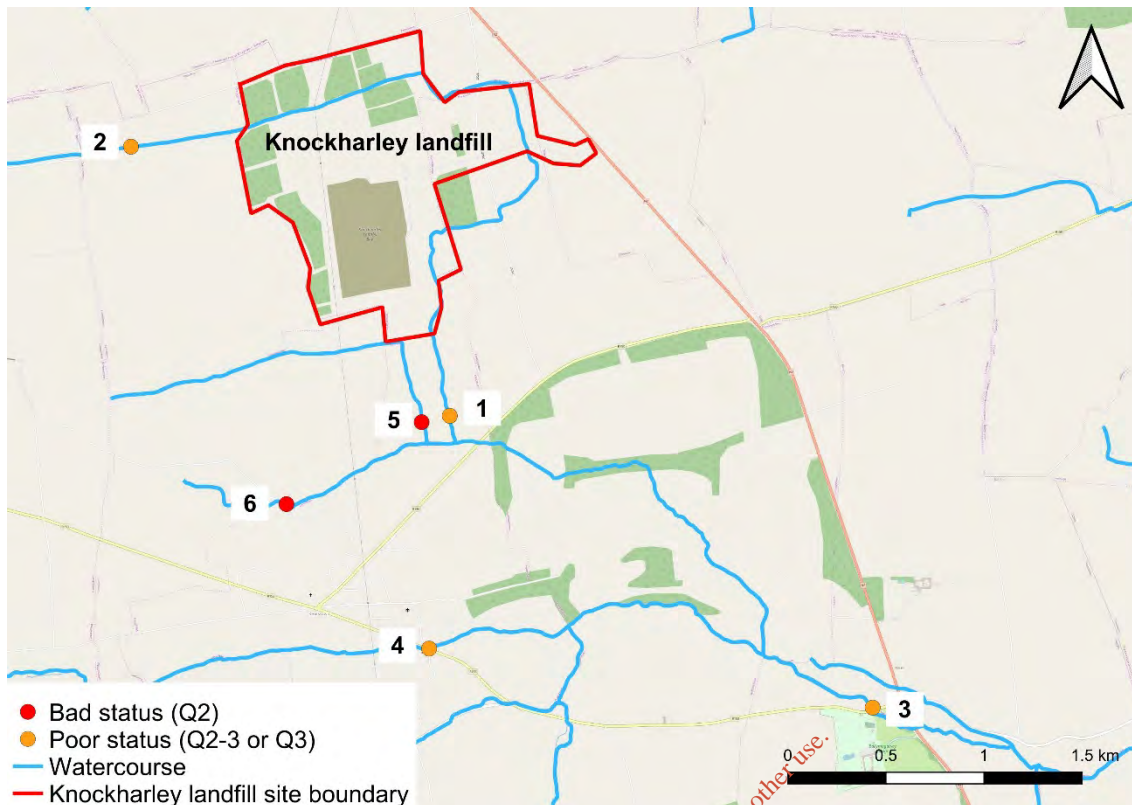 2
Knockharley landfill
5
1
6
4
3
Bad status (Q2)
Poor status (Q2-3 or Q3)
Watercourse
Knockharley landfill site boundary
other use.
0 0.5 1 1.5 km